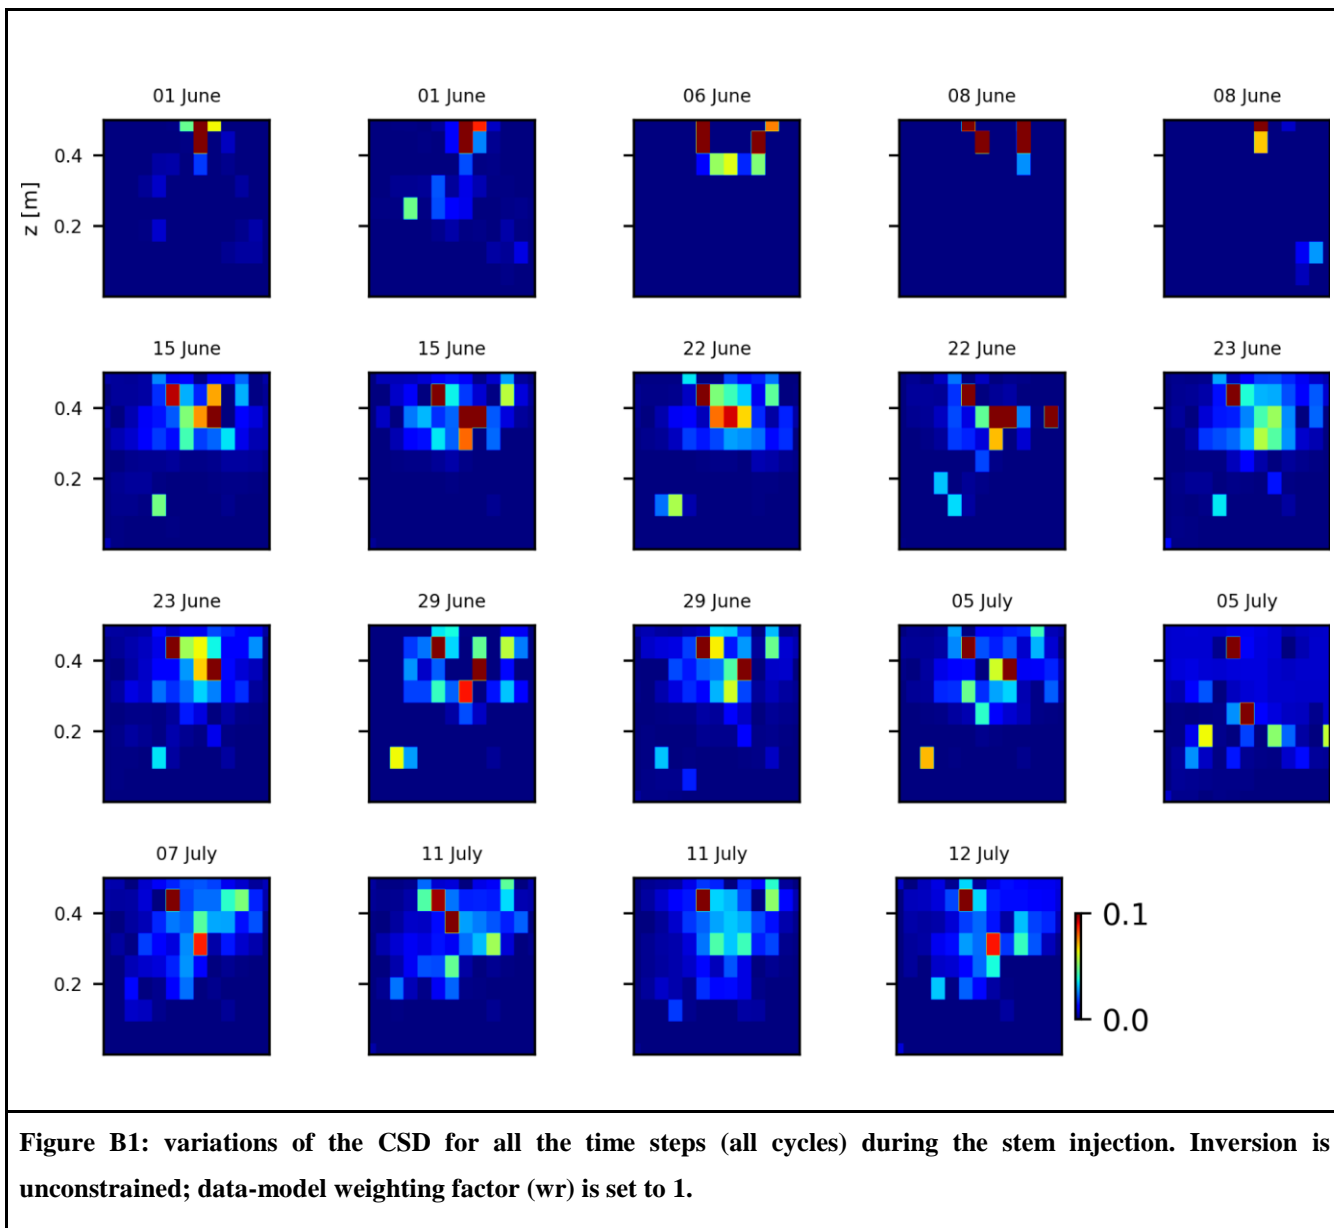 01 June
01 June
06 June
08 June
08 June
z [m]
0.4
0.2
15 June
15 June
22 June
22 June
23 June
0.4
0.2
23 June
29 June
29 June
05 July
05 July
0.4
0.2
07 July
11 July
11 July
12 July
0.4
0.2
0.1
0.0
Figure B1: variations of the CSD for all the time steps (all cycles) during the stem injection. Inversion is
unconstrained; data-model weighting factor (wr) is set to 1.